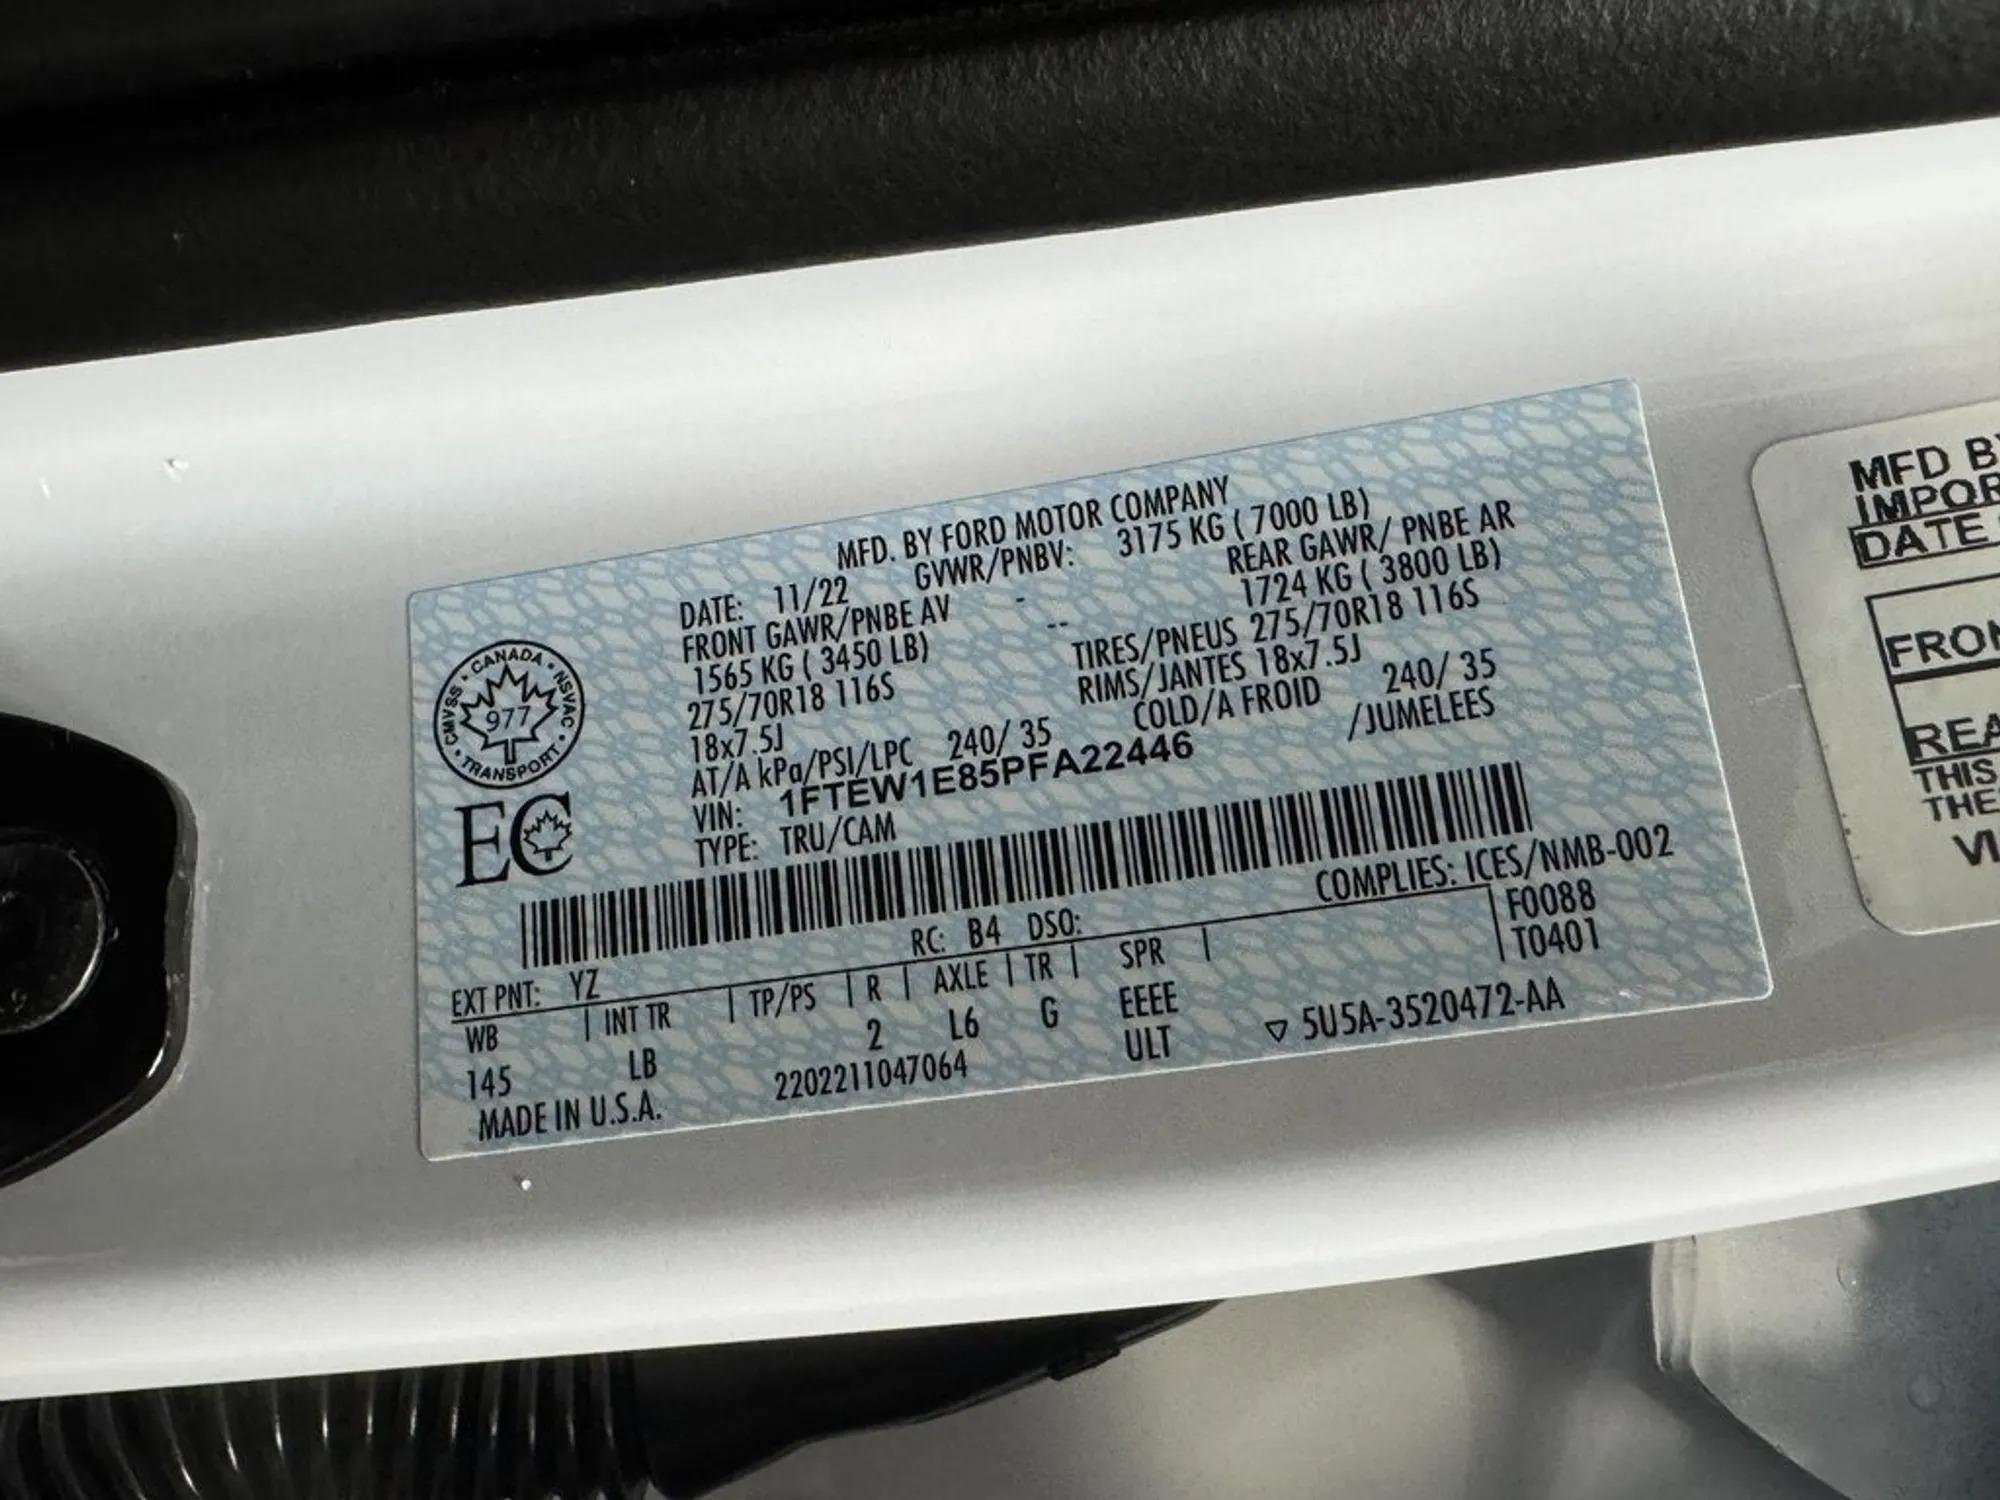 MFD. BY FORD MOTOR COMPANY
DATE: 11/22 GVWR/PNBV: 3175 KG ( 7000 LB)
FRONT GAWR/PNBE AV - REAR GAWR/ PNBE AR
1565 KG ( 3450 LB) -- 1724 KG ( 3800 LB)
275/70R18 116S TIRES/PNEUS 275/70R18 116S
18x7.5J RIMS/JANTES 18x7.5J
AT/A kPa/PSI/LPC 240/ 35 COLD/A FROID 240/ 35
VIN: 1FTEW1E85PFA22446 /JUMELEES
TYPE: TRU/CAM
CANADA
CMVSS NSVAC
977
TRANSPORT
EC
COMPLIES: ICES/NMB-002
EXT PNT: YZ RC: B4 DSO: F0088
WB | INT TR | TP/PS | R | AXLE | TR | SPR | T0401
145 LB 2 L6 G EEEE
MADE IN U.S.A. 2202211047064 ULT ▽ 5U5A-3520472-AA
MFD BY
IMPOR
DATE
FRON
REA
THIS
THE
VI